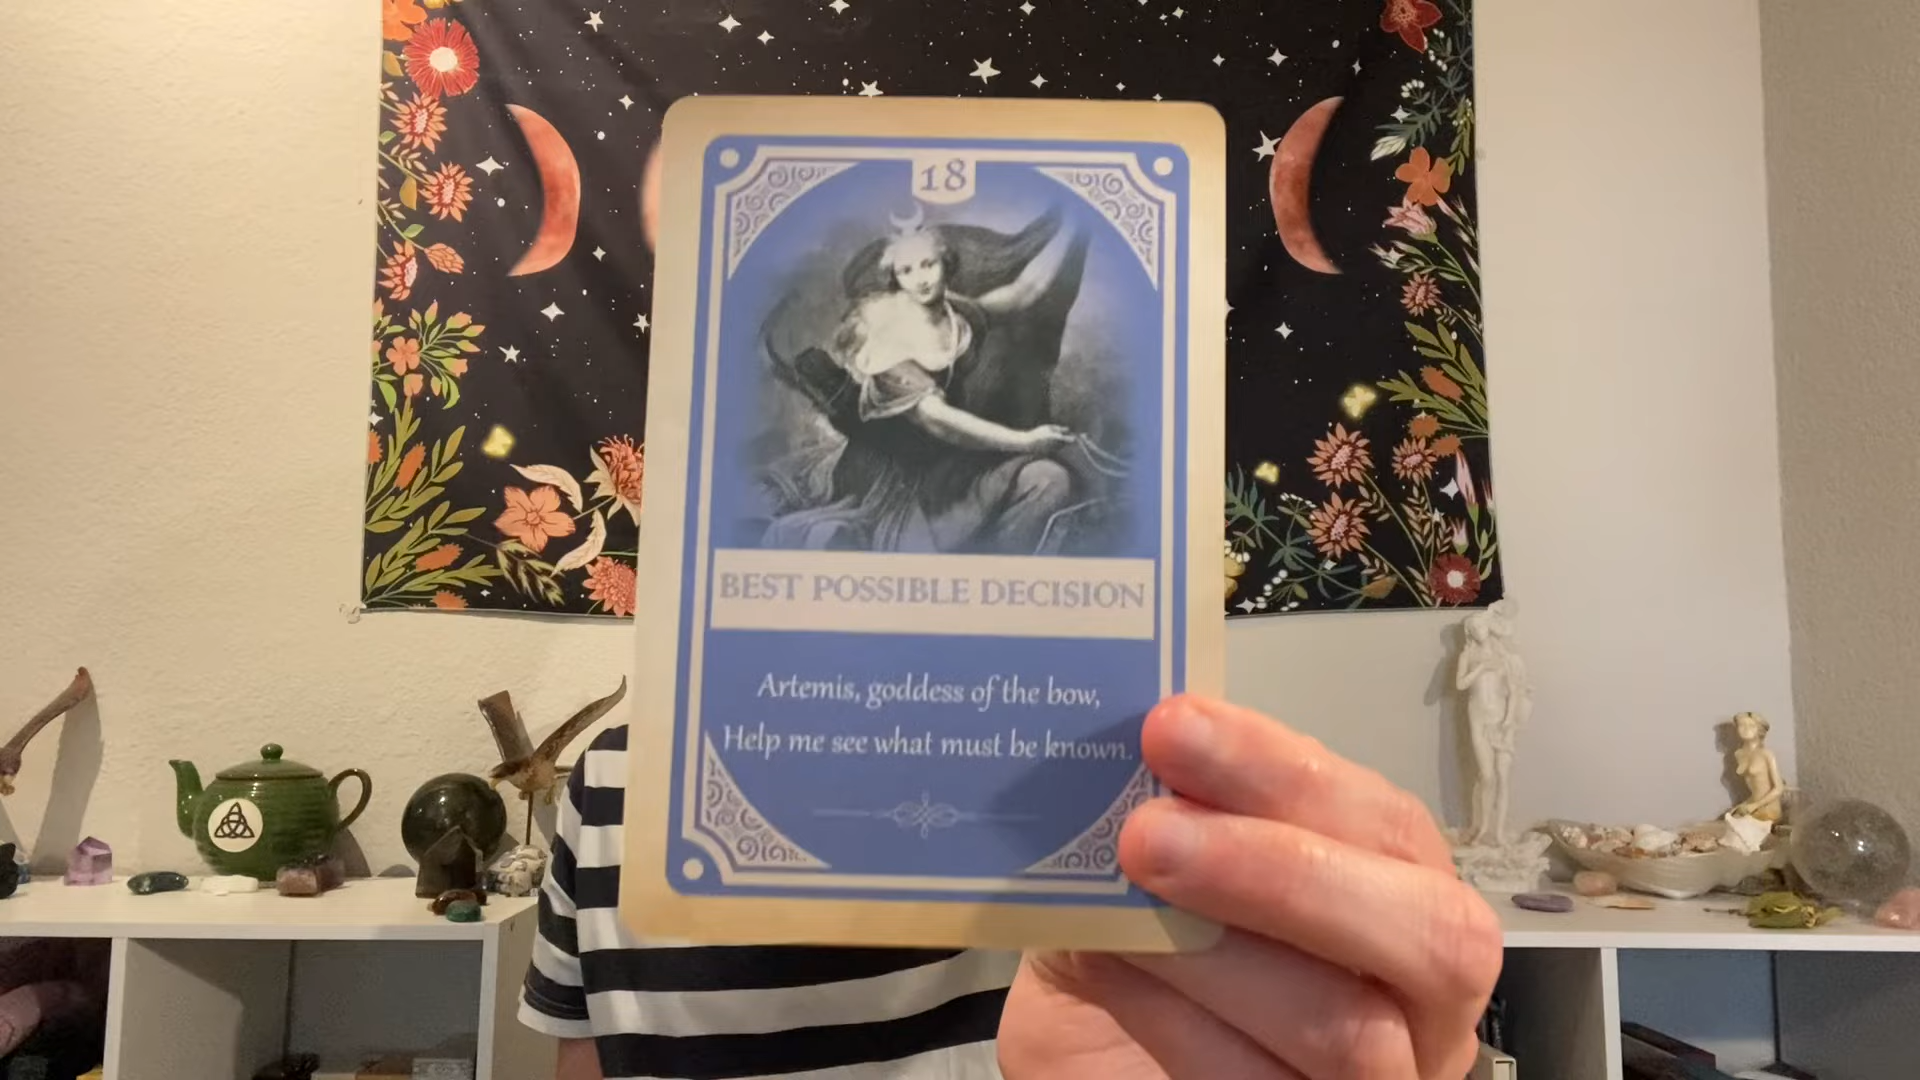 18
BEST POSSIBLE DECISION
Artemis, goddess of the bow,
Help me see what must be known.